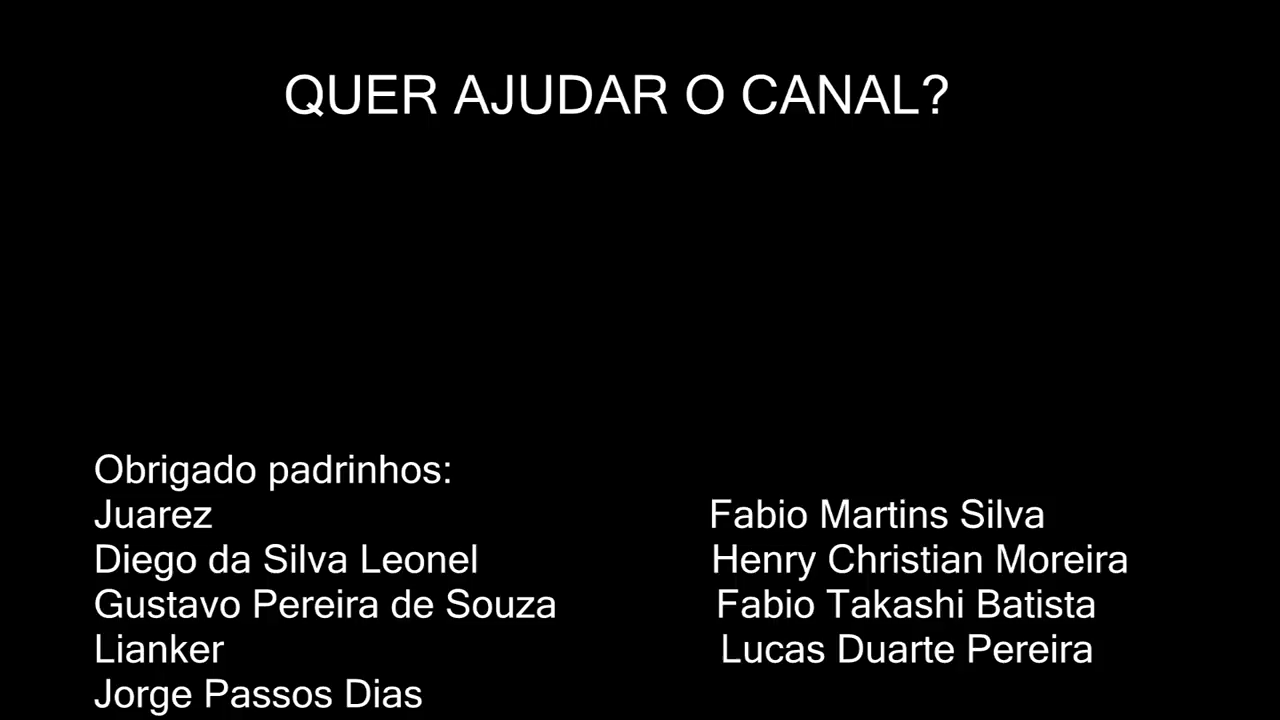 QUER AJUDAR O CANAL?
Obrigado padrinhos:
Juarez
Diego da Silva Leonel
Gustavo Pereira de Souza
Lianker
Jorge Passos Dias
Fabio Martins Silva
Henry Christian Moreira
Fabio Takashi Batista
Lucas Duarte Pereira